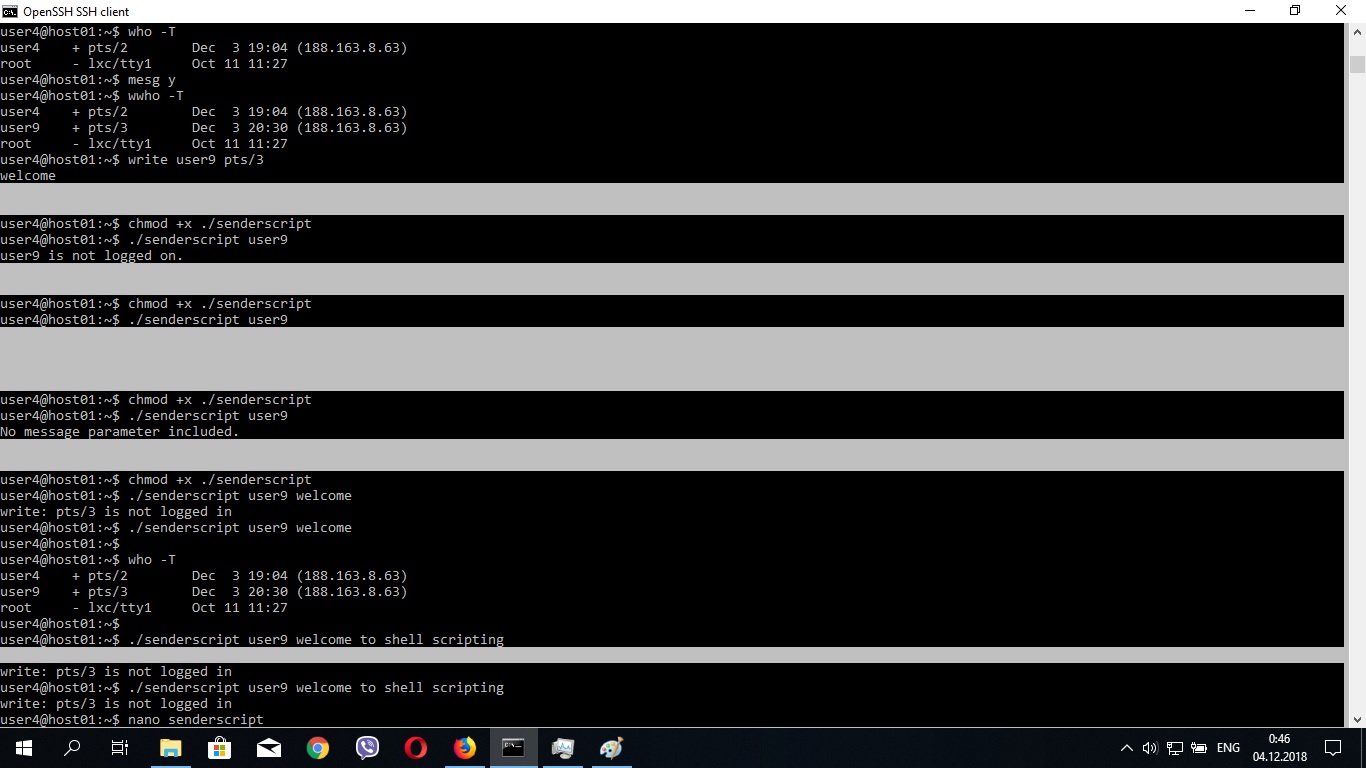 OpenSSH SSH client
user4@host01:~$ who -T
user4    + pts/2        Dec  3 19:04 (188.163.8.63)
root     - lxc/tty1     Oct 11 11:27
user4@host01:~$ mesg y
user4@host01:~$ wwho -T
user4    + pts/2        Dec  3 19:04 (188.163.8.63)
user9    + pts/3        Dec  3 20:30 (188.163.8.63)
root     - lxc/tty1     Oct 11 11:27
user4@host01:~$ write user9 pts/3
welcome
user4@host01:~$ chmod +x ./senderscript
user4@host01:~$ ./senderscript user9
user9 is not logged on.
user4@host01:~$ chmod +x ./senderscript
user4@host01:~$ ./senderscript user9
user4@host01:~$ chmod +x ./senderscript
user4@host01:~$ ./senderscript user9
No message parameter included.
user4@host01:~$ chmod +x ./senderscript
user4@host01:~$ ./senderscript user9 welcome
write: pts/3 is not logged in
user4@host01:~$ ./senderscript user9 welcome
user4@host01:~$
user4@host01:~$ who -T
user4    + pts/2        Dec  3 19:04 (188.163.8.63)
user9    + pts/3        Dec  3 20:30 (188.163.8.63)
root     - lxc/tty1     Oct 11 11:27
user4@host01:~$
user4@host01:~$ ./senderscript user9 welcome to shell scripting
write: pts/3 is not logged in
user4@host01:~$ ./senderscript user9 welcome to shell scripting
write: pts/3 is not logged in
user4@host01:~$ nano senderscript
ENG
0:46
04.12.2018